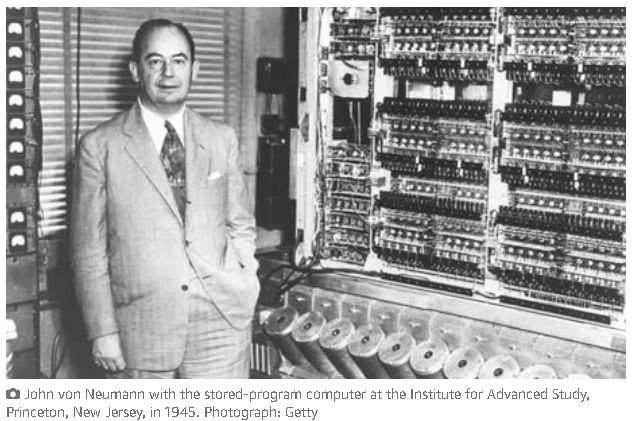 John von Neumann with the stored-program computer at the Institute for Advanced Study,
Princeton, New Jersey, in 1945. Photograph: Getty